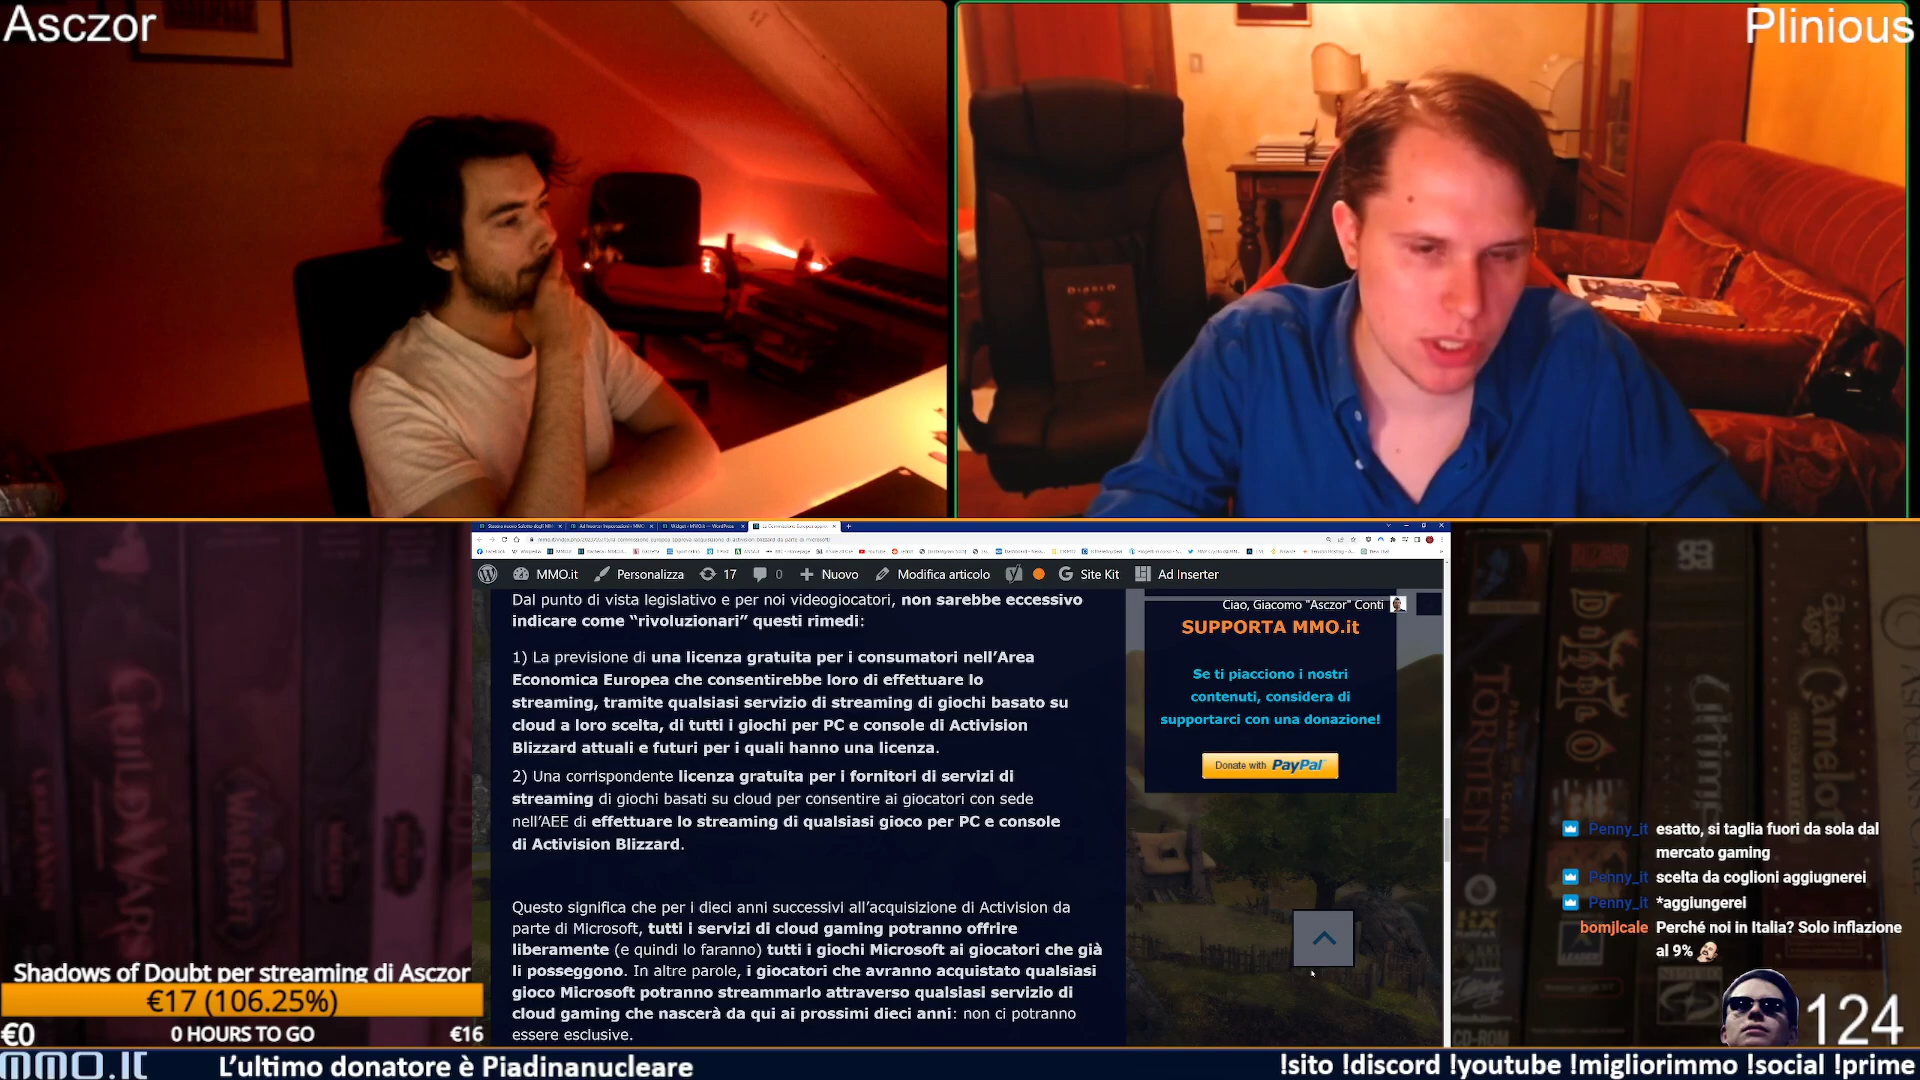 Asczor
Plinious
MMO.it
Personalizza
17
0
Nuovo
Modifica articolo
Site Kit
Ad Inserter
Ciao, Giacomo "Asczor" Conti
Dal punto di vista legislativo e per noi videogiocatori, non sarebbe eccessivo
indicare come “rivoluzionari” questi rimedi:
1) La previsione di una licenza gratuita per i consumatori nell’Area
Economica Europea che consentirebbe loro di effettuare lo
streaming, tramite qualsiasi servizio di streaming di giochi basato su
cloud a loro scelta, di tutti i giochi per PC e console di Activision
Blizzard attuali e futuri per i quali hanno una licenza.
2) Una corrispondente licenza gratuita per i fornitori di servizi di
streaming di giochi basati su cloud per consentire ai giocatori con sede
nell’AEE di effettuare lo streaming di qualsiasi gioco per PC e console
di Activision Blizzard.
Questo significa che per i dieci anni successivi all’acquisizione di Activision da
parte di Microsoft, tutti i servizi di cloud gaming potranno offrire
liberamente (e quindi lo faranno) tutti i giochi Microsoft ai giocatori che già
li posseggono. In altre parole, i giocatori che avranno acquistato qualsiasi
gioco Microsoft potranno streammarlo attraverso qualsiasi servizio di
cloud gaming che nascerà da qui ai prossimi dieci anni: non ci potranno
essere esclusive.
SUPPORTA MMO.it
Se ti piacciono i nostri
contenuti, considera di
supportarci con una donazione!
Donate with PayPal
DIABLO
GUILD WARS
WARCRAFT
TORMENT
Diablo
Ultima
Camelot
CD-ROM
Penny_it esatto, si taglia fuori da sola dal
mercato gaming
Penny_it scelta da coglioni aggiugnerei
Penny_it *aggiungerei
bomjlcale Perché noi in Italia? Solo inflazione
al 9%
124
Shadows of Doubt per streaming di Asczor
€17 (106.25%)
€0
0 HOURS TO GO
€16
MMO.IT
L’ultimo donatore è Piadinanucleare
!sito !discord !youtube !migliorimmo !social !prime